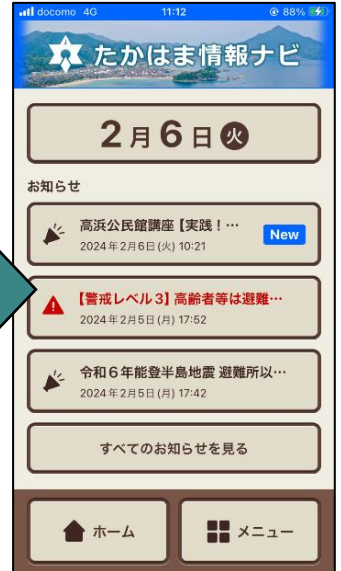 docomo 4G 11:12 88%
たかはま情報ナビ
2月6日火
お知らせ
高浜公民館講座【実践！…
2024年2月6日(火) 10:21
New
【警戒レベル3】高齢者等は避難…
2024年2月5日(月) 17:52
令和6年能登半島地震 避難所以…
2024年2月5日(月) 17:42
すべてのお知らせを見る
ホーム
メニュー